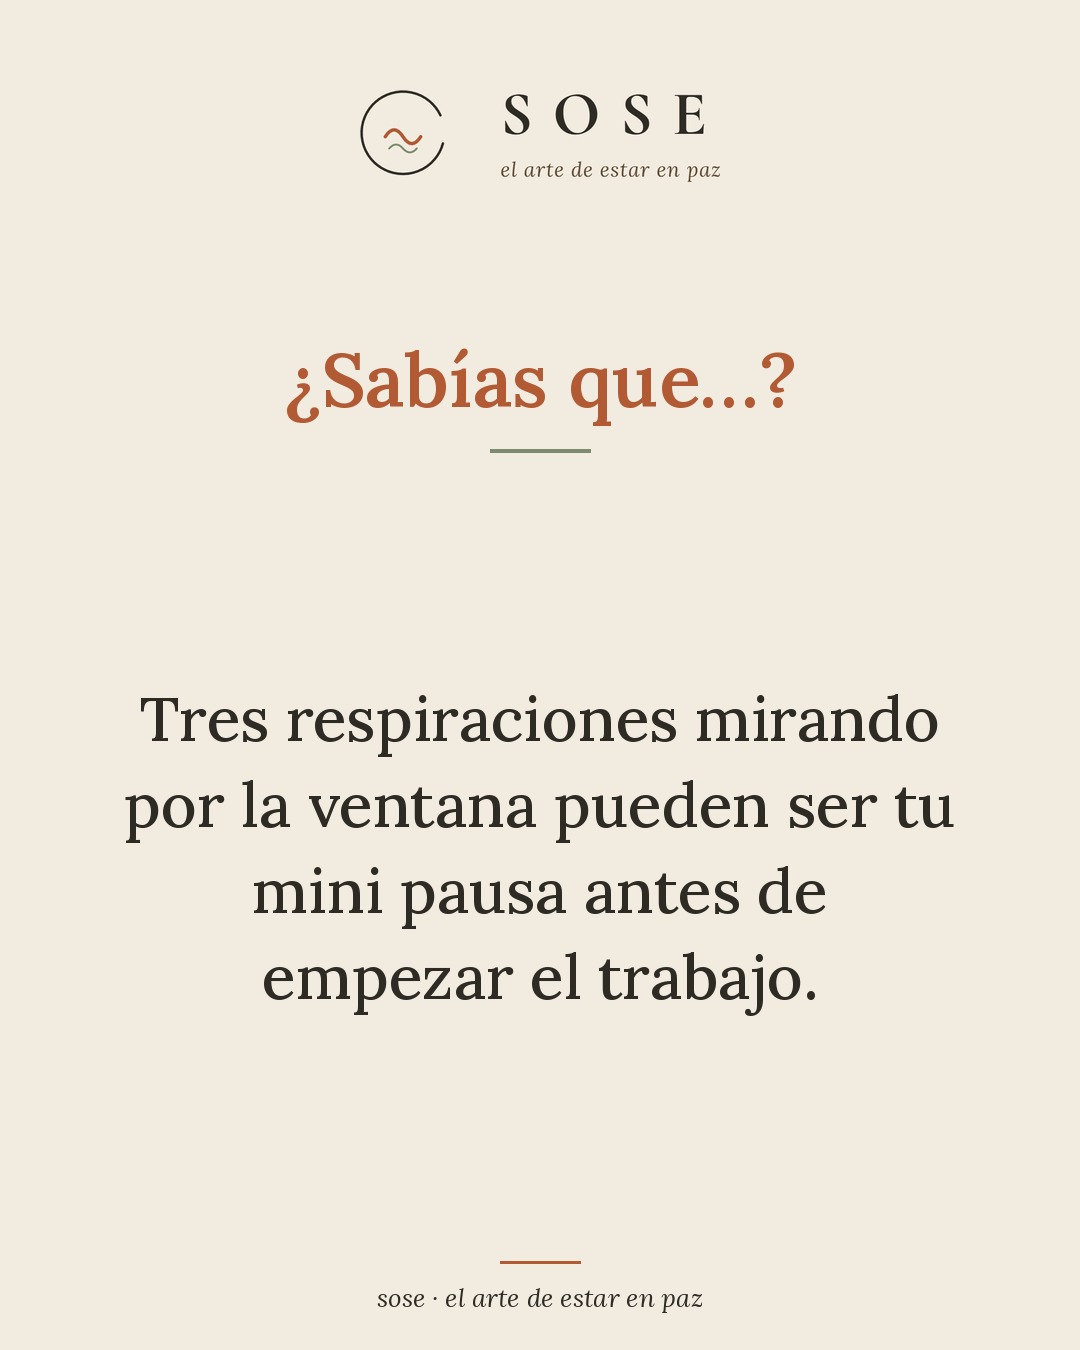 SOSE
el arte de estar en paz
¿Sabías que...?
Tres respiraciones mirando
por la ventana pueden ser tu
mini pausa antes de
empezar el trabajo.
sose · el arte de estar en paz